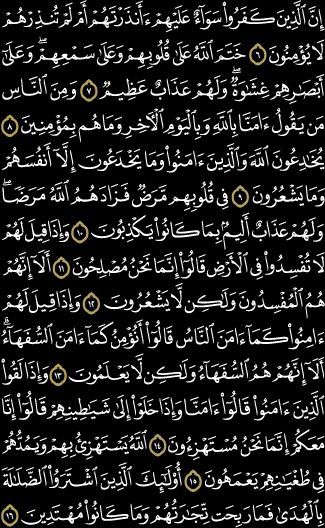 إِنَّ ٱلَّذِينَ كَفَرُوا۟ سَوَآءٌ عَلَيْهِمْ ءَأَنذَرْتَهُمْ أَمْ لَمْ تُنذِرْهُمْ
لَا يُؤْمِنُونَ ٦ خَتَمَ ٱللَّهُ عَلَىٰ قُلُوبِهِمْ وَعَلَىٰ سَمْعِهِمْ ۖ وَعَلَىٰٓ
أَبْصَٰرِهِمْ غِشَٰوَةٌ ۖ وَلَهُمْ عَذَابٌ عَظِيمٌ ٧ وَمِنَ ٱلنَّاسِ
مَن يَقُولُ ءَامَنَّا بِٱللَّهِ وَبِٱلْيَوْمِ ٱلْءَاخِرِ وَمَا هُم بِمُؤْمِنِينَ ٨
يُخَٰدِعُونَ ٱللَّهَ وَٱلَّذِينَ ءَامَنُوا۟ وَمَا يَخْدَعُونَ إِلَّآ أَنفُسَهُمْ
وَمَا يَشْعُرُونَ ٩ فِى قُلُوبِهِم مَّرَضٌ فَزَادَهُمُ ٱللَّهُ مَرَضًا ۖ
وَلَهُمْ عَذَابٌ أَلِيمٌۢ بِمَا كَانُوا۟ يَكْذِبُونَ ١٠ وَإِذَا قِيلَ لَهُمْ
لَا تُفْسِدُوا۟ فِى ٱلْأَرْضِ قَالُوٓا۟ إِنَّمَا نَحْنُ مُصْلِحُونَ ١١ أَلَآ إِنَّهُمْ
هُمُ ٱلْمُفْسِدُونَ وَلَٰكِن لَّا يَشْعُرُونَ ١٢ وَإِذَا قِيلَ لَهُمْ
ءَامِنُوا۟ كَمَآ ءَامَنَ ٱلنَّاسُ قَالُوٓا۟ أَنُؤْمِنُ كَمَآ ءَامَنَ ٱلسُّفَهَآءُ ۗ
أَلَآ إِنَّهُمْ هُمُ ٱلسُّفَهَآءُ وَلَٰكِن لَّا يَعْلَمُونَ ١٣ وَإِذَا لَقُوا۟
ٱلَّذِينَ ءَامَنُوا۟ قَالُوٓا۟ ءَامَنَّا وَإِذَا خَلَوْا۟ إِلَىٰ شَيَٰطِينِهِمْ قَالُوٓا۟ إِنَّا
مَعَكُمْ إِنَّمَا نَحْنُ مُسْتَهْزِءُونَ ١٤ ٱللَّهُ يَسْتَهْزِئُ بِهِمْ وَيَمُدُّهُمْ
فِى طُغْيَٰنِهِمْ يَعْمَهُونَ ١٥ أُو۟لَٰٓئِكَ ٱلَّذِينَ ٱشْتَرَوُا۟ ٱلضَّلَٰلَةَ
بِٱلْهُدَىٰ فَمَا رَبِحَت تِّجَٰرَتُهُمْ وَمَا كَانُوا۟ مُهْتَدِينَ ١٦